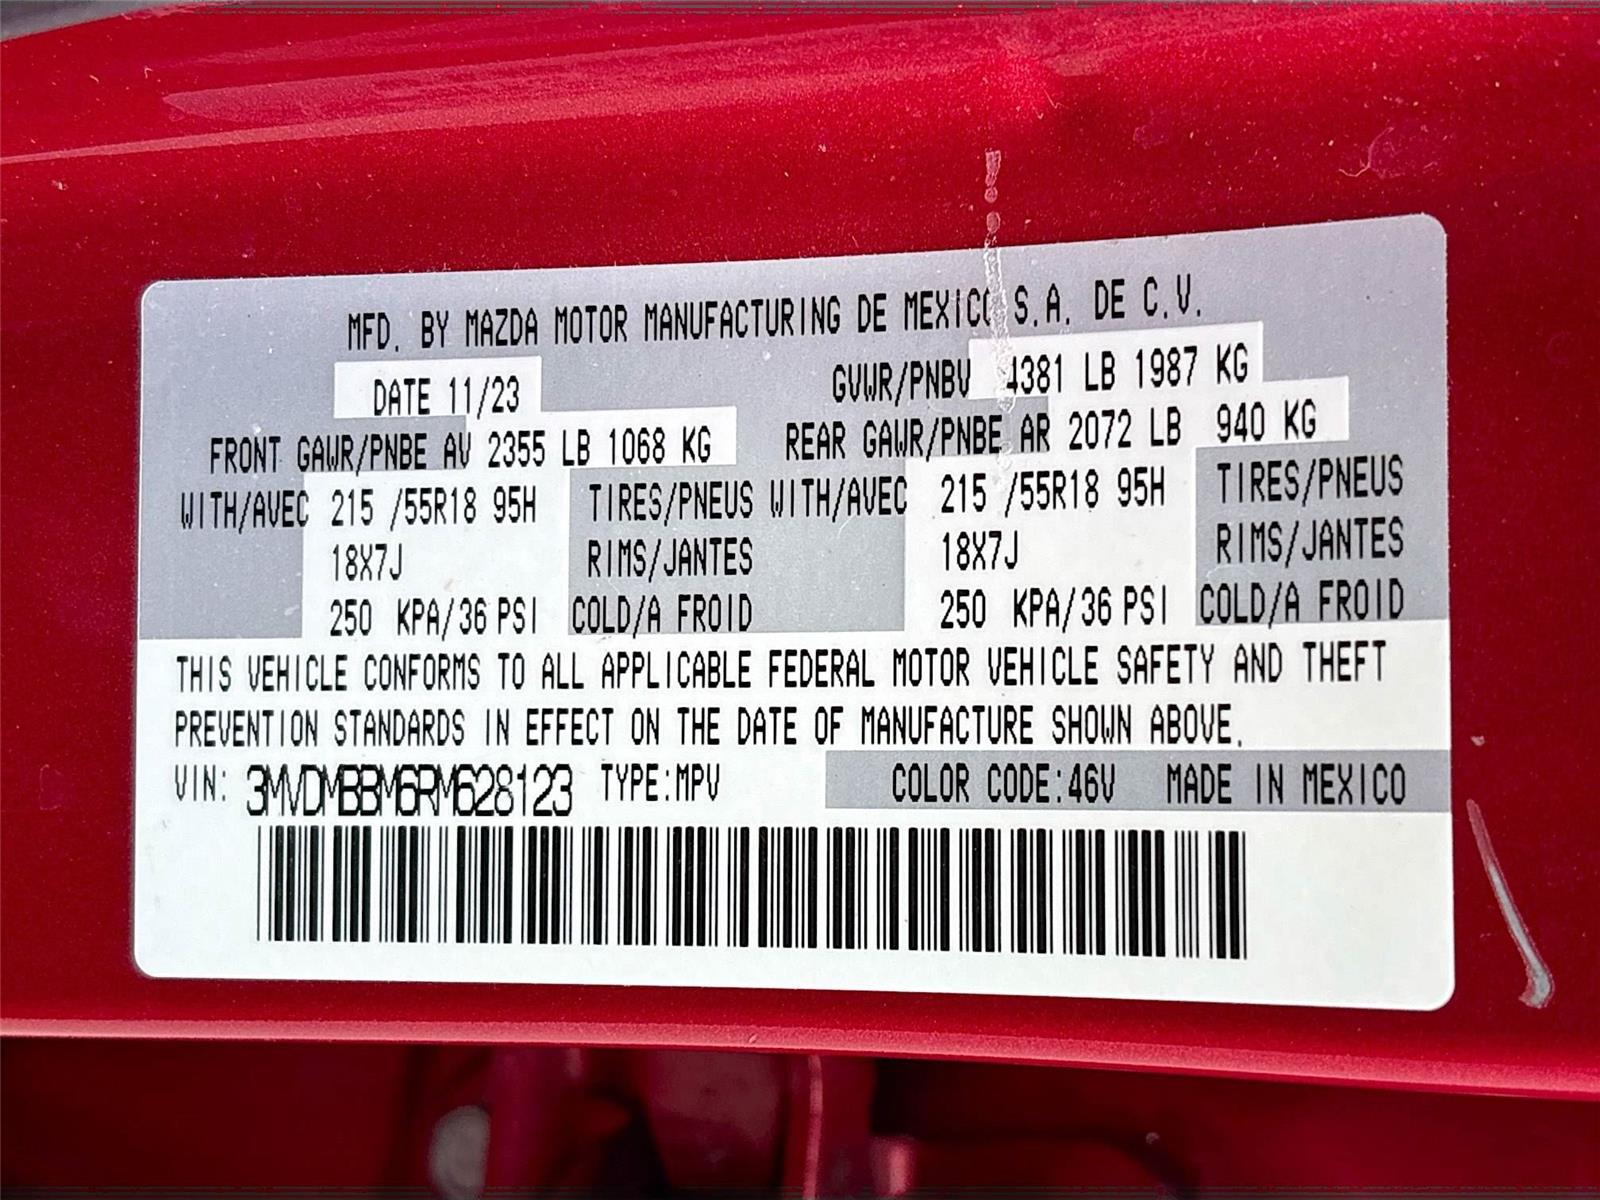 MFD. BY MAZDA MOTOR MANUFACTURING DE MEXICO S.A. DE C.V.
DATE 11/23 GVWR/PNBV 4381 LB 1987 KG
FRONT GAWR/PNBE AV 2355 LB 1068 KG REAR GAWR/PNBE AR 2072 LB 940 KG
WITH/AVEC 215 /55R18 95H TIRES/PNEUS WITH/AVEC 215 /55R18 95H TIRES/PNEUS
18X7J RIMS/JANTES 18X7J RIMS/JANTES
250 KPA/36 PSI COLD/A FROID 250 KPA/36 PSI COLD/A FROID
THIS VEHICLE CONFORMS TO ALL APPLICABLE FEDERAL MOTOR VEHICLE SAFETY AND THEFT
PREVENTION STANDARDS IN EFFECT ON THE DATE OF MANUFACTURE SHOWN ABOVE.
VIN: 3MVDMBBM6RM628123 TYPE:MPV COLOR CODE:46V MADE IN MEXICO